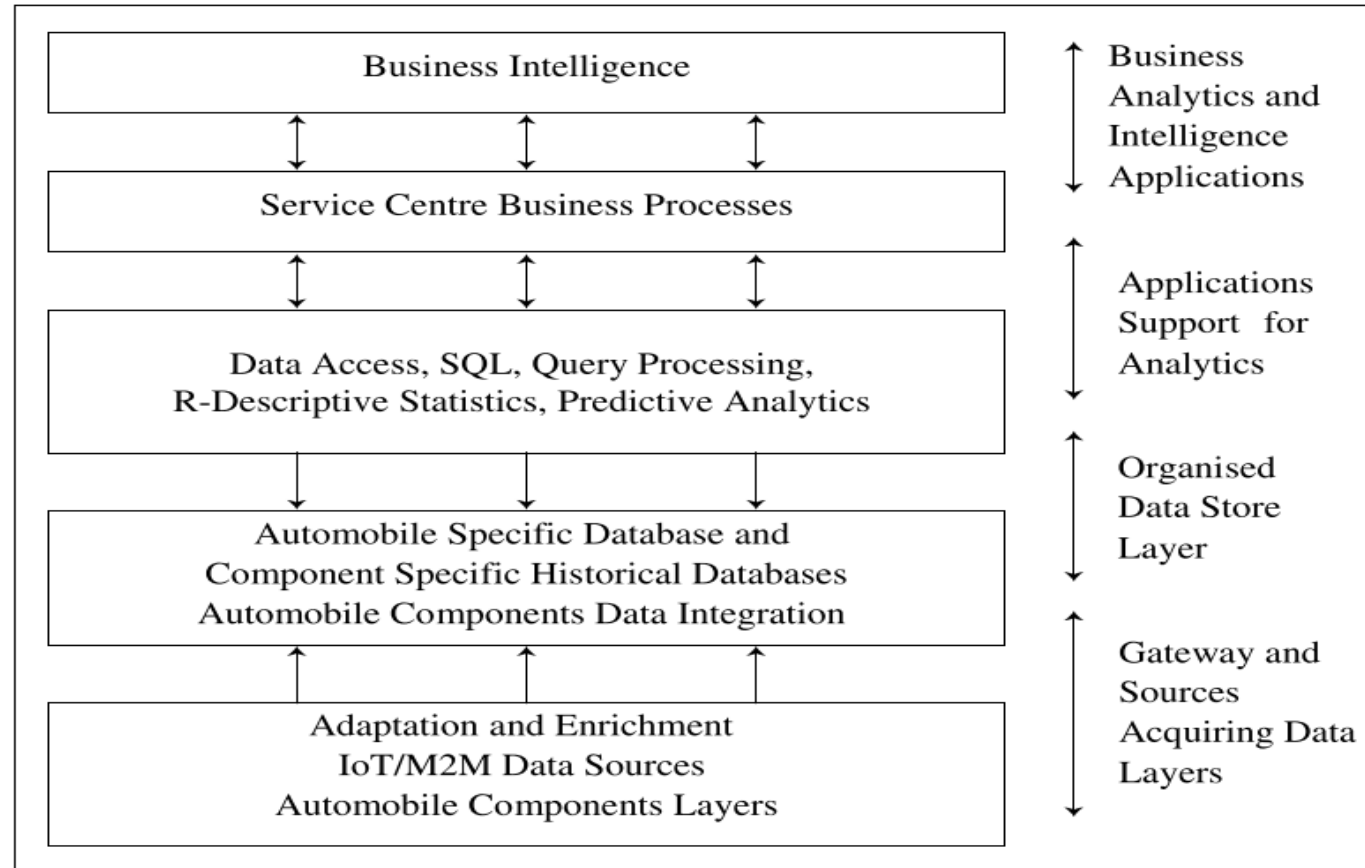 Business Intelligence
Service Centre Business Processes
Data Access, SQL, Query Processing,
R-Descriptive Statistics, Predictive Analytics
Automobile Specific Database and
Component Specific Historical Databases
Automobile Components Data Integration
Adaptation and Enrichment
IoT/M2M Data Sources
Automobile Components Layers
Business
Analytics and
Intelligence
Applications
Applications
Support for
Analytics
Organised
Data Store
Layer
Gateway and
Sources
Acquiring Data
Layers